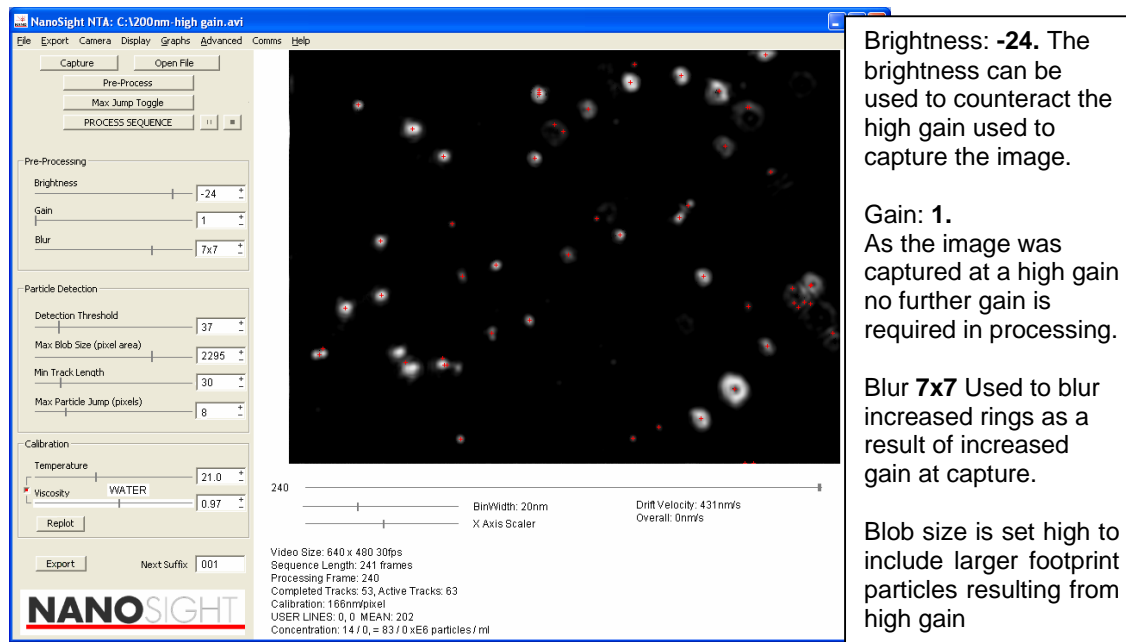 NanoSight NTA: C:\200nm-high gain.avi
File Export Camera Display Graphs Advanced Comms Help
Capture Open File
Pre-Process
Max Jump Toggle
PROCESS SEQUENCE
Pre-Processing
Brightness
-24
Gain
1
Blur
7x7
Particle Detection
Detection Threshold
37
Max Blob Size (pixel area)
2295
Min Track Length
30
Max Particle Jump (pixels)
8
Calibration
Temperature
21.0
Viscosity WATER
0.97
Replot
Export Next Suffix 001
NANOSIGHT
240
BinWidth: 20nm Drift Velocity: 431nm/s
X Axis Scaler Overall: 0nm/s
Video Size: 640 x 480 30fps
Sequence Length: 241 frames
Processing Frame: 240
Completed Tracks: 53, Active Tracks: 63
Calibration: 166nm/pixel
USER LINES: 0, 0 MEAN: 202
Concentration: 14 / 0, = 83 / 0 xE6 particles / ml
Brightness: -24. The
brightness can be
used to counteract the
high gain used to
capture the image.
Gain: 1.
As the image was
captured at a high gain
no further gain is
required in processing.
Blur 7x7 Used to blur
increased rings as a
result of increased
gain at capture.
Blob size is set high to
include larger footprint
particles resulting from
high gain